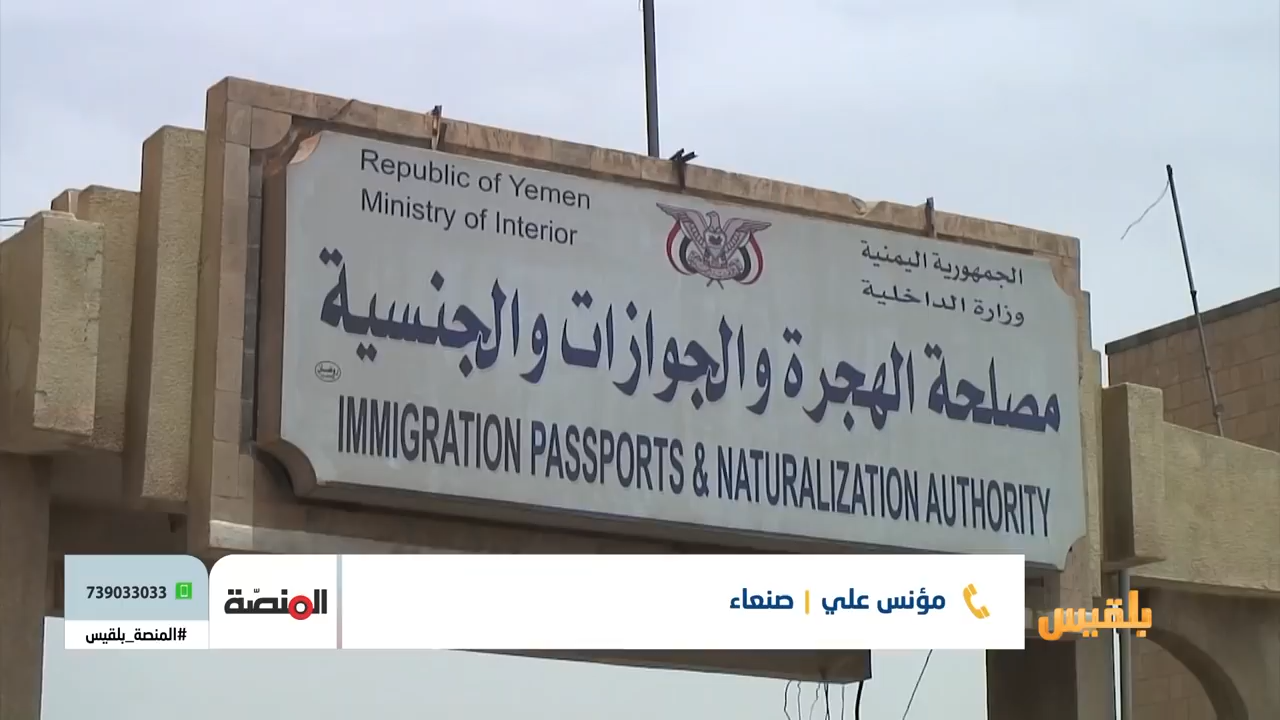 Republic of Yemen
Ministry of Interior
الجمهورية اليمنية
وزارة الداخلية
مصلحة الهجرة والجوازات والجنسية
IMMIGRATION PASSPORTS & NATURALIZATION AUTHORITY
مؤنس علي | صنعاء
المنصّة
739033033
#المنصة_بلقيس
بلقيس